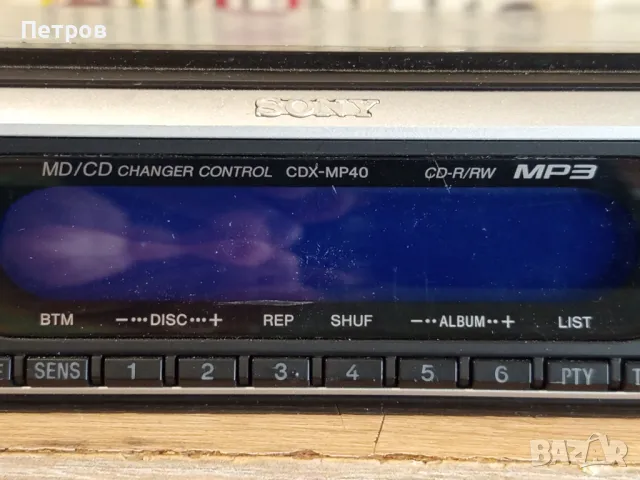 Петров
SONY
MD/CD CHANGER CONTROL CDX-MP40 CD-R/RW MP3
BTM – DISC + REP SHUF – ALBUM + LIST
SENS 1 2 3 4 5 6 PTY
BAZAR